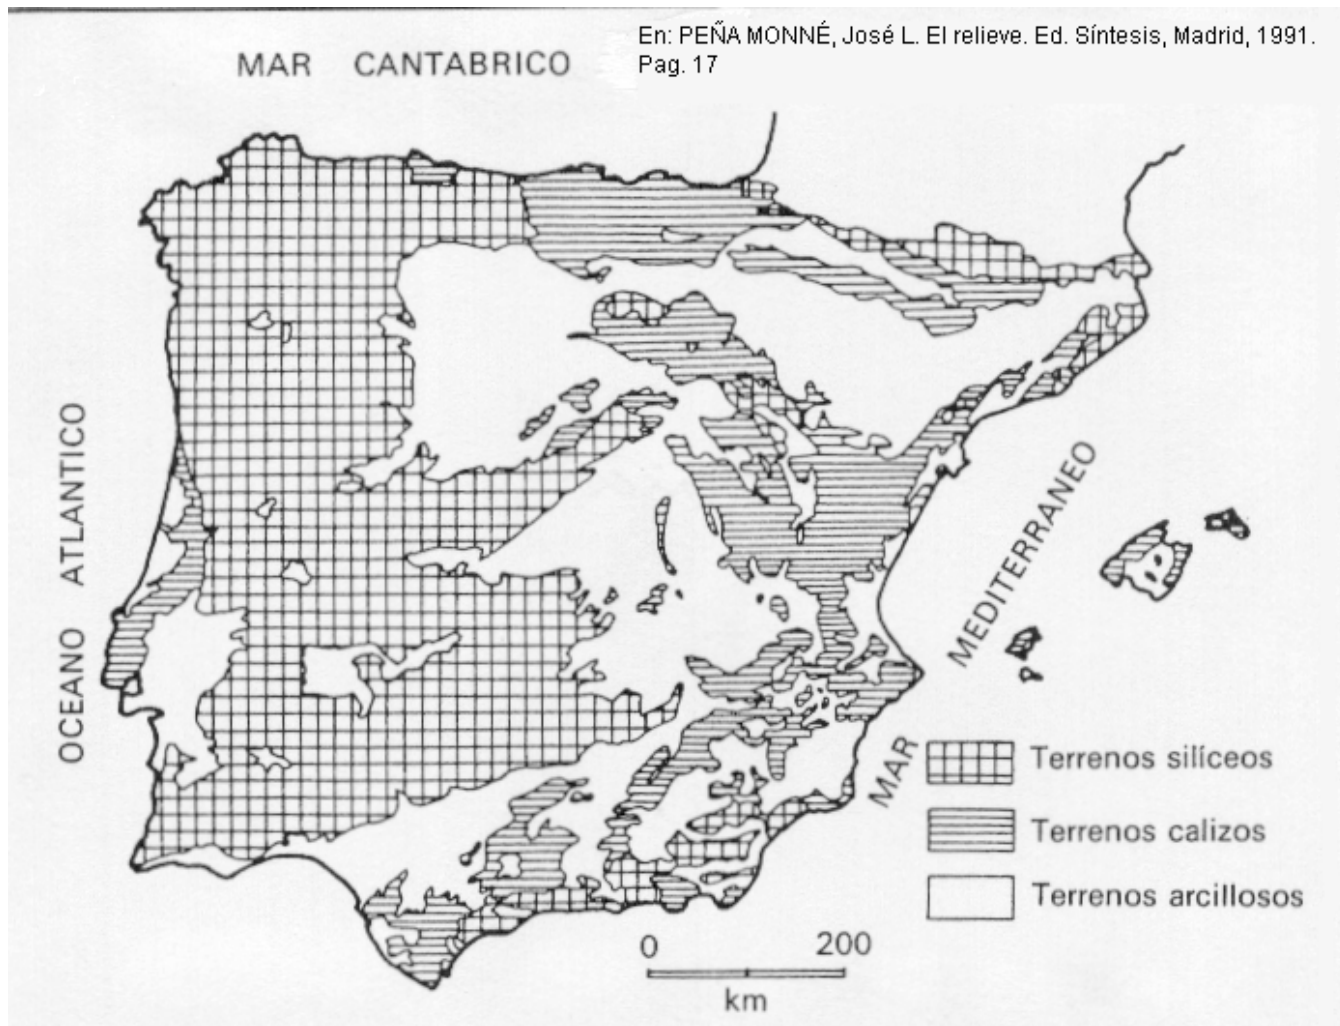 En: PEÑA MONNÉ, José L. El relieve. Ed. Síntesis, Madrid, 1991.
Pag. 17
MAR CANTABRICO
OCEANO ATLANTICO
MAR MEDITERRANEO
Terrenos silíceos
Terrenos calizos
Terrenos arcillosos
0 200
km